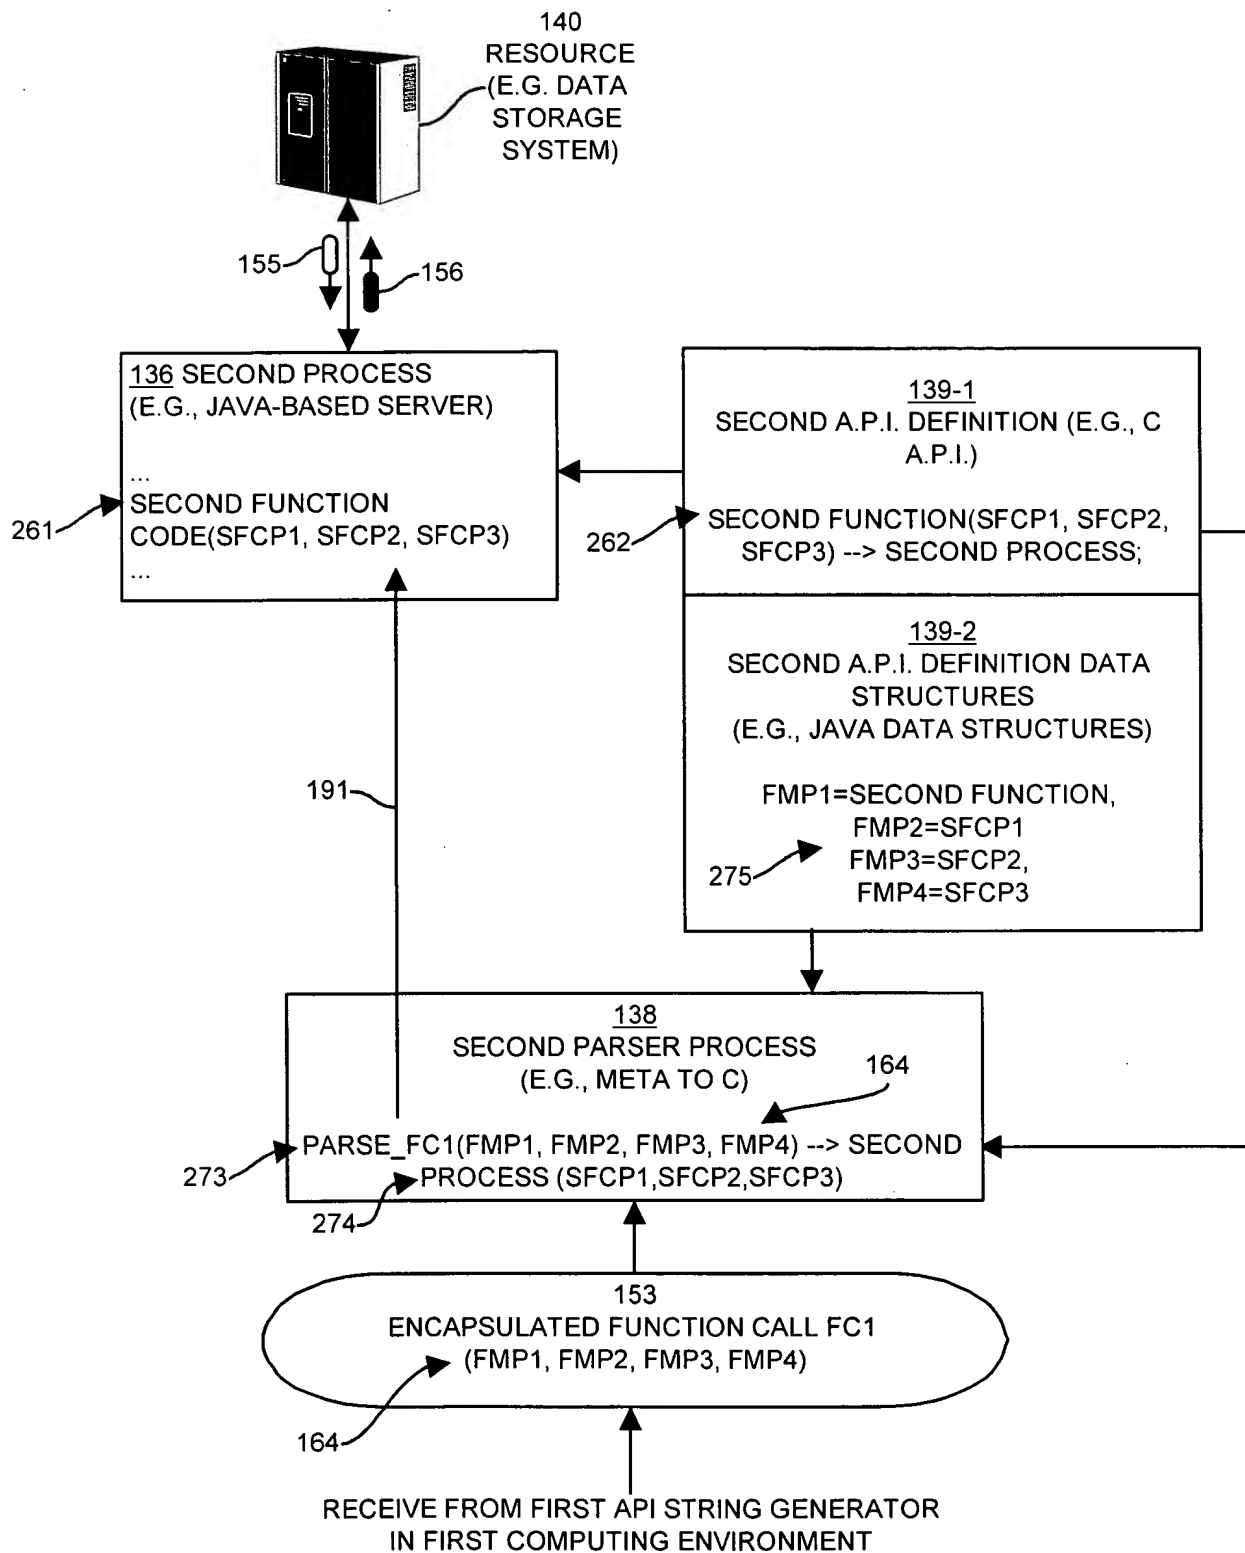 140
RESOURCE
(E.G. DATA
STORAGE
SYSTEM)
155
156
136 SECOND PROCESS
(E.G., JAVA-BASED SERVER)
...
SECOND FUNCTION
CODE(SFCP1, SFCP2, SFCP3)
...
261
139-1
SECOND A.P.I. DEFINITION (E.G., C
A.P.I.)
SECOND FUNCTION(SFCP1, SFCP2,
SFCP3) --> SECOND PROCESS;
262
139-2
SECOND A.P.I. DEFINITION DATA
STRUCTURES
(E.G., JAVA DATA STRUCTURES)
FMP1=SECOND FUNCTION,
FMP2=SFCP1
FMP3=SFCP2,
FMP4=SFCP3
275
191
138
SECOND PARSER PROCESS
(E.G., META TO C)
164
PARSE_FC1(FMP1, FMP2, FMP3, FMP4) --> SECOND
PROCESS (SFCP1,SFCP2,SFCP3)
273
274
153
ENCAPSULATED FUNCTION CALL FC1
(FMP1, FMP2, FMP3, FMP4)
164
RECEIVE FROM FIRST API STRING GENERATOR
IN FIRST COMPUTING ENVIRONMENT